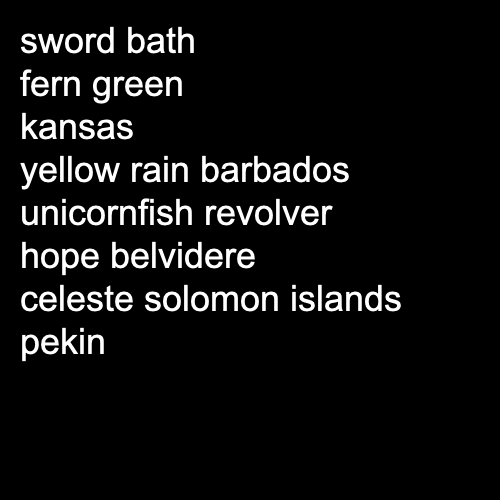 sword bath
fern green
kansas
yellow rain barbados
unicornfish revolver
hope belvidere
celeste solomon islands
pekin